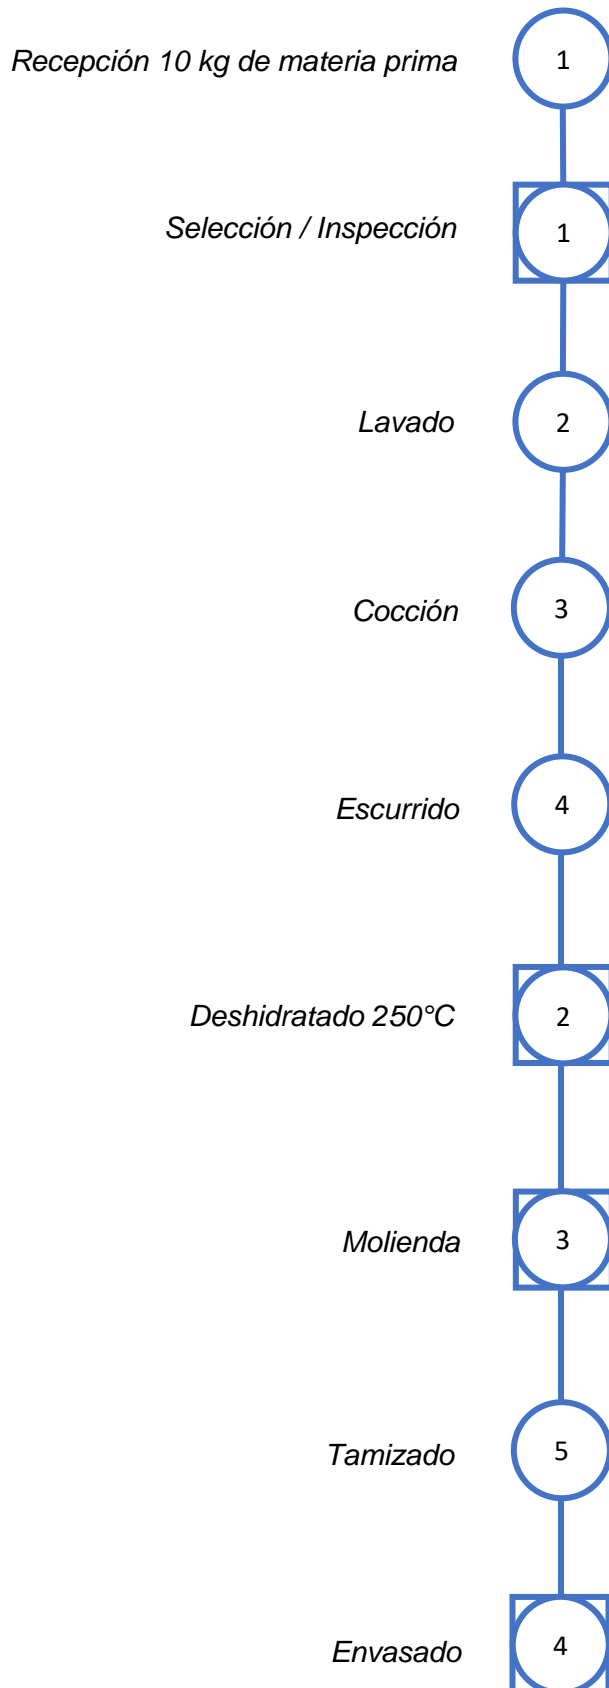 Recepción 10 kg de materia prima 1
Selección / Inspección 1
Lavado 2
Cocción 3
Escurrido 4
Deshidratado 250°C 2
Molienda 3
Tamizado 5
Envasado 4